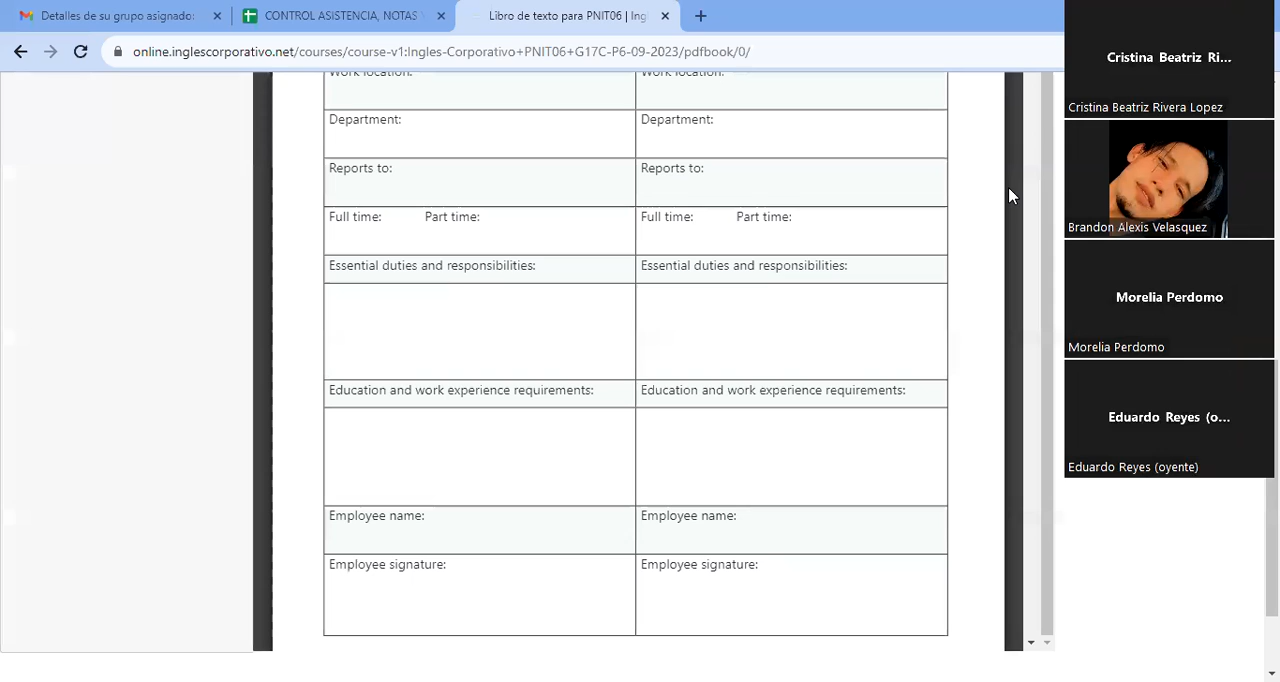 Detalles de su grupo asignado:
CONTROL ASISTENCIA, NOTAS
Libro de texto para PNIT06 | Ing
online.inglescorporativo.net/courses/course-v1:Ingles-Corporativo+PNIT06+G17C-P6-09-2023/pdfbook/0/
Work location: Work location:
Department: Department:
Reports to: Reports to:
Full time: Part time: Full time: Part time:
Essential duties and responsibilities: Essential duties and responsibilities:
Education and work experience requirements: Education and work experience requirements:
Employee name: Employee name:
Employee signature: Employee signature:
Cristina Beatriz Ri...
Cristina Beatriz Rivera Lopez
Brandon Alexis Velasquez
Morelia Perdomo
Morelia Perdomo
Eduardo Reyes (o...
Eduardo Reyes (oyente)